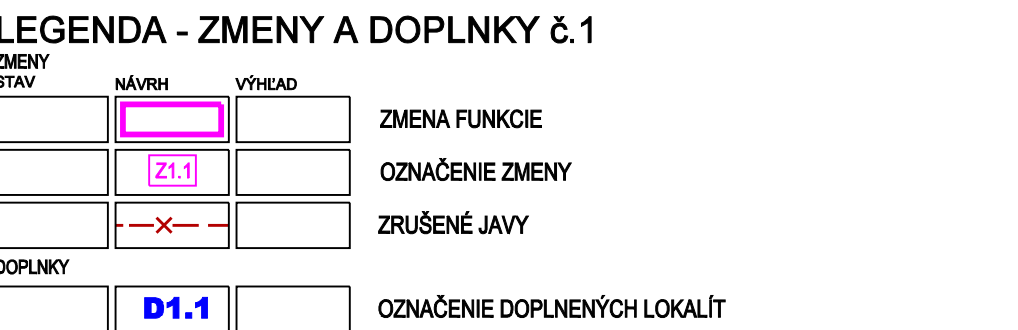 LEGENDA - ZMENY A DOPLNKY č.1
ZMENY
STAV NÁVRH VÝHĽAD
ZMENA FUNKCIE
Z1.1 OZNAČENIE ZMENY
ZRUŠENÉ JAVY
DOPLNKY
D1.1 OZNAČENIE DOPLNENÝCH LOKALÍT